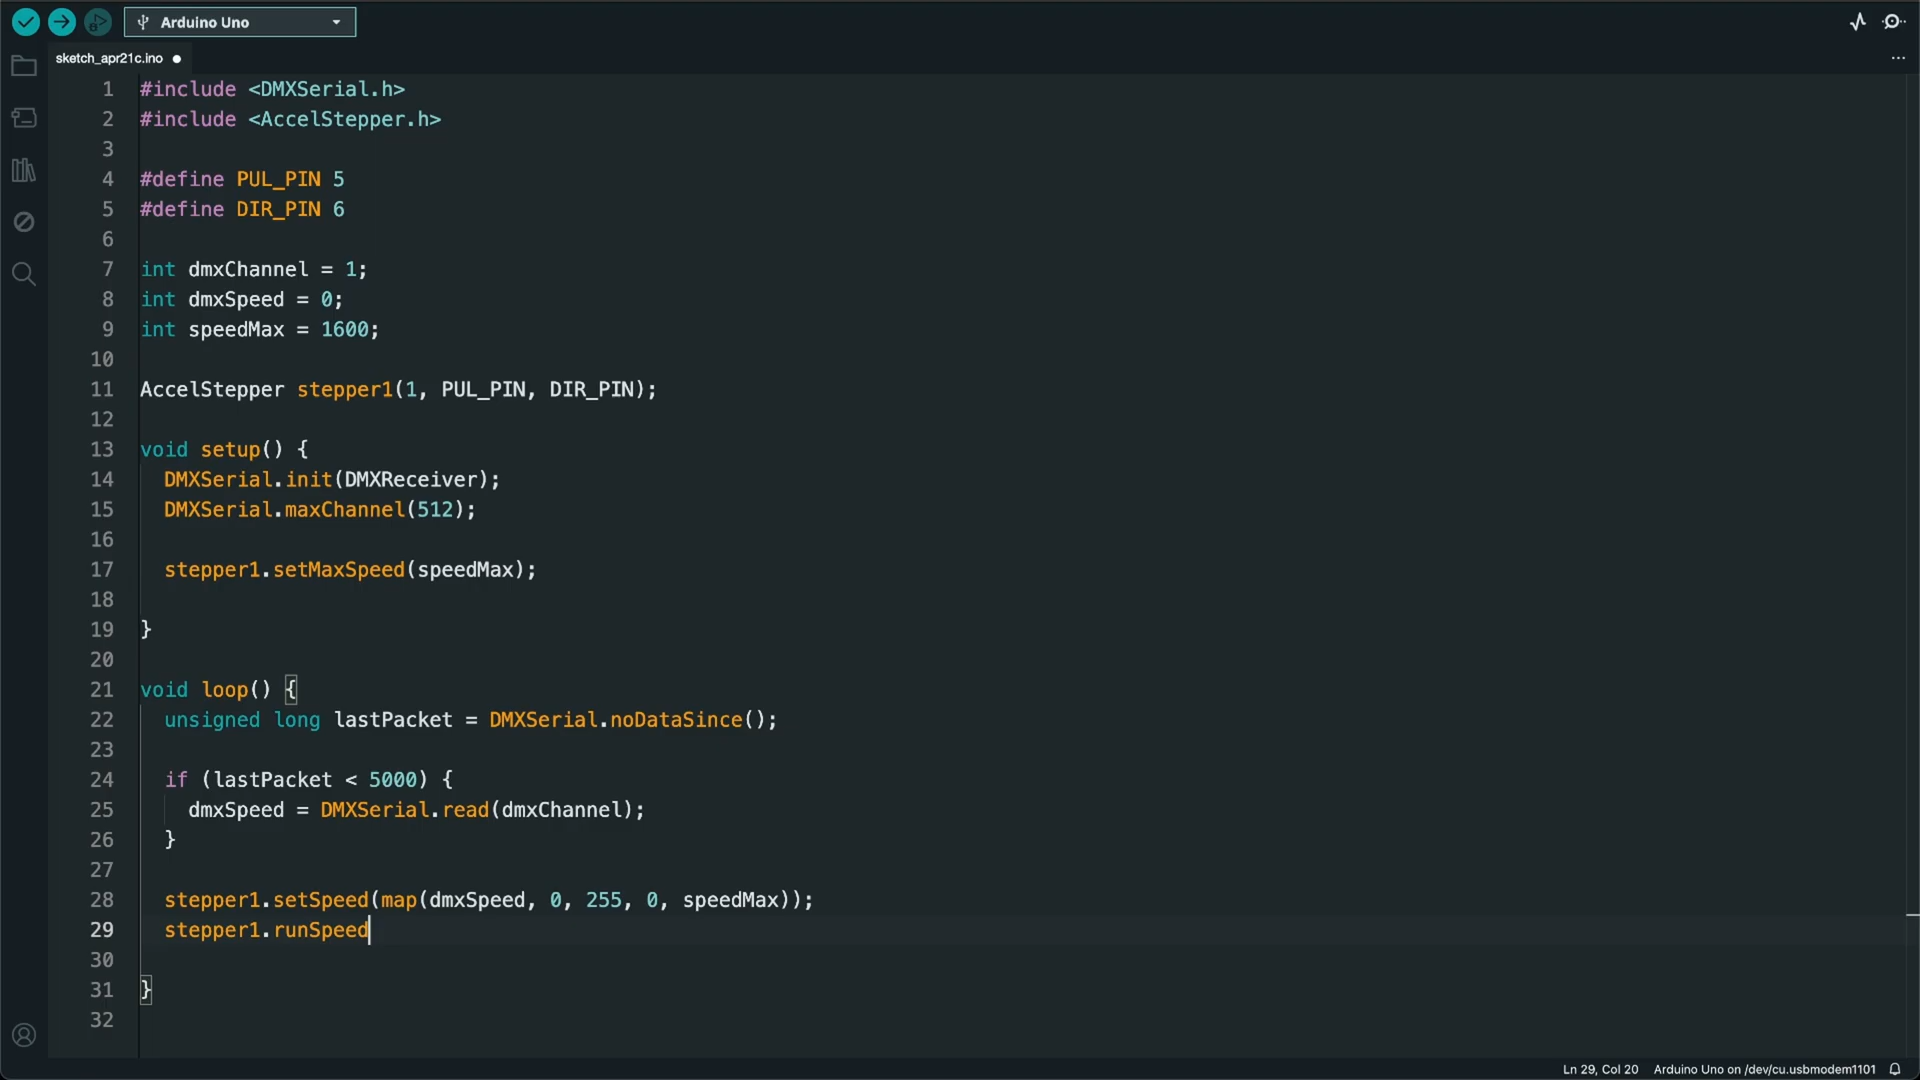 Arduino Uno
sketch_apr21c.ino
1 #include <DMXSerial.h>
2 #include <AccelStepper.h>
3
4 #define PUL_PIN 5
5 #define DIR_PIN 6
6
7 int dmxChannel = 1;
8 int dmxSpeed = 0;
9 int speedMax = 1600;
10
11 AccelStepper stepper1(1, PUL_PIN, DIR_PIN);
12
13 void setup() {
14   DMXSerial.init(DMXReceiver);
15   DMXSerial.maxChannel(512);
16
17   stepper1.setMaxSpeed(speedMax);
18
19 }
20
21 void loop() {
22   unsigned long lastPacket = DMXSerial.noDataSince();
23
24   if (lastPacket < 5000) {
25     dmxSpeed = DMXSerial.read(dmxChannel);
26   }
27
28   stepper1.setSpeed(map(dmxSpeed, 0, 255, 0, speedMax));
29   stepper1.runSpeed
30
31 }
32
Ln 29, Col 20 Arduino Uno on /dev/cu.usbmodem1101